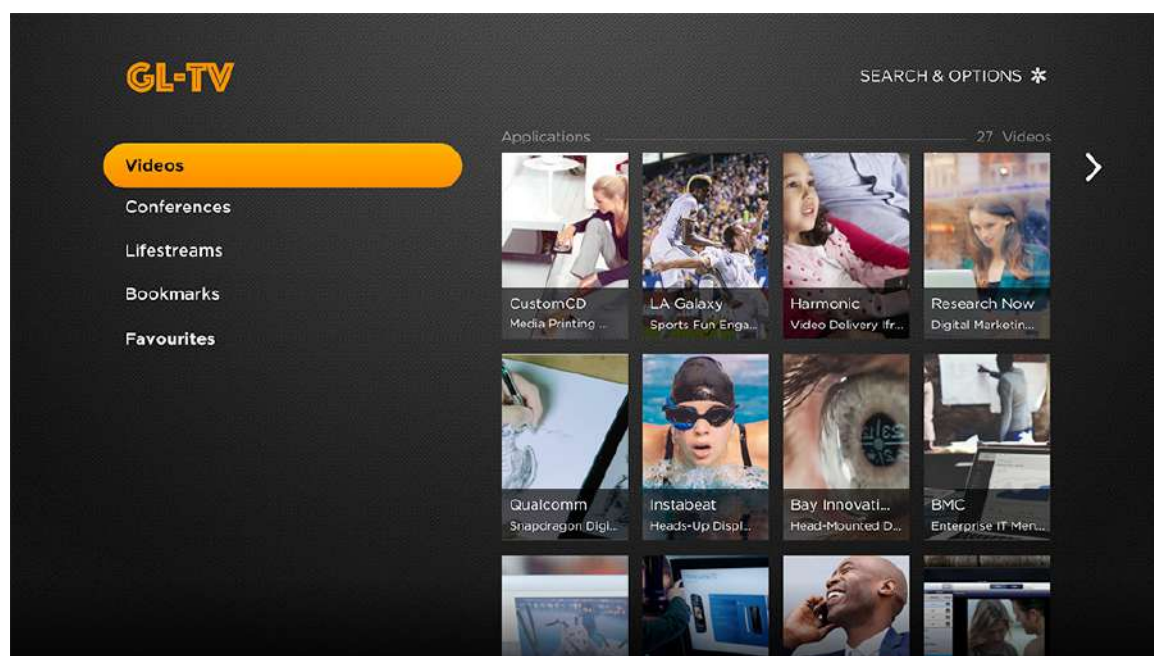 GL-TV
SEARCH & OPTIONS *
Videos
Conferences
Lifestreams
Bookmarks
Favourites
Applications
27 Videos
CustomCD
Media Printing ...
LA Galaxy
Sports Fun Enga...
Harmonic
Video Delivery Ifr...
Research Now
Digital Marketin...
Qualcomm
Snapdragon Digi...
Instabeat
Heads-Up Displ...
Bay Innovati...
Head-Mounted D...
BMC
Enterprise IT Men...